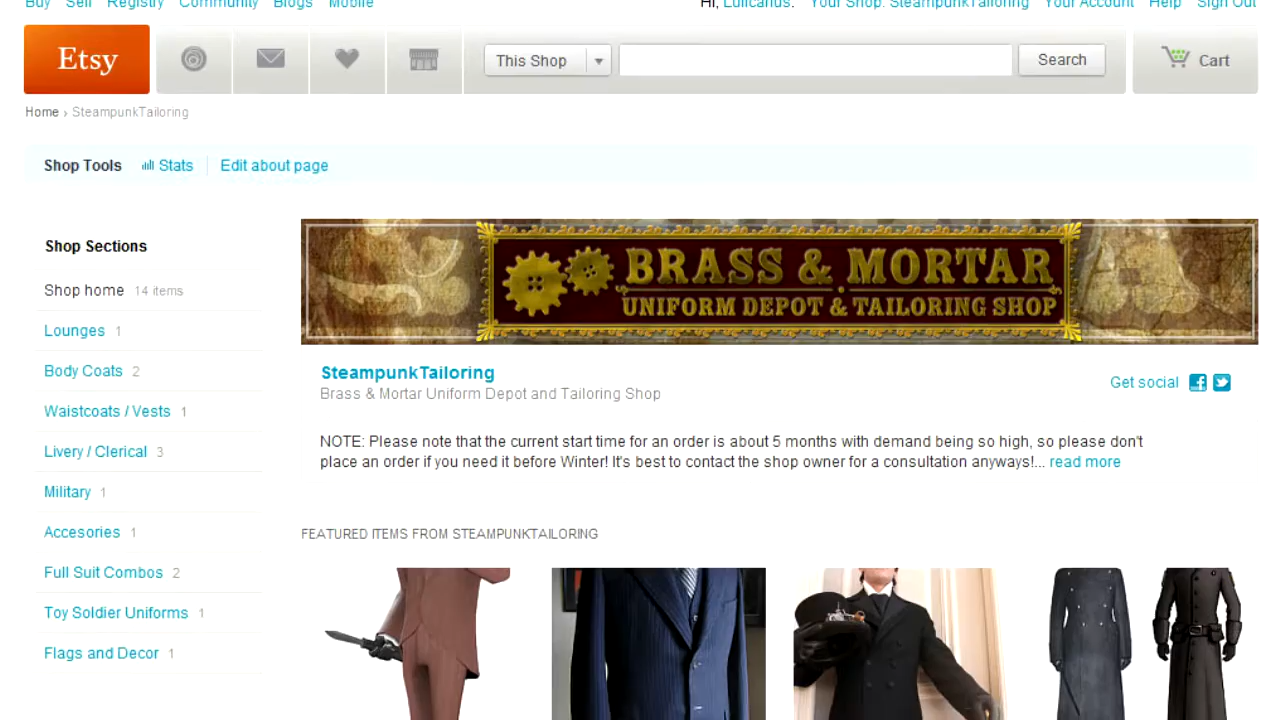 Buy Sell Registry Community Blogs Mobile
Hi, Lulicanus. Your Shop: SteampunkTailoring Your Account Help Sign Out
Etsy
This Shop
Search
Cart
Home › SteampunkTailoring
Shop Tools Stats Edit about page
Shop Sections
Shop home 14 items
Lounges 1
Body Coats 2
Waistcoats / Vests 1
Livery / Clerical 3
Military 1
Accesories 1
Full Suit Combos 2
Toy Soldier Uniforms 1
Flags and Decor 1
BRASS & MORTAR
UNIFORM DEPOT & TAILORING SHOP
SteampunkTailoring
Brass & Mortar Uniform Depot and Tailoring Shop
Get social
NOTE: Please note that the current start time for an order is about 5 months with demand being so high, so please don't
place an order if you need it before Winter! It's best to contact the shop owner for a consultation anyways!... read more
FEATURED ITEMS FROM STEAMPUNKTAILORING